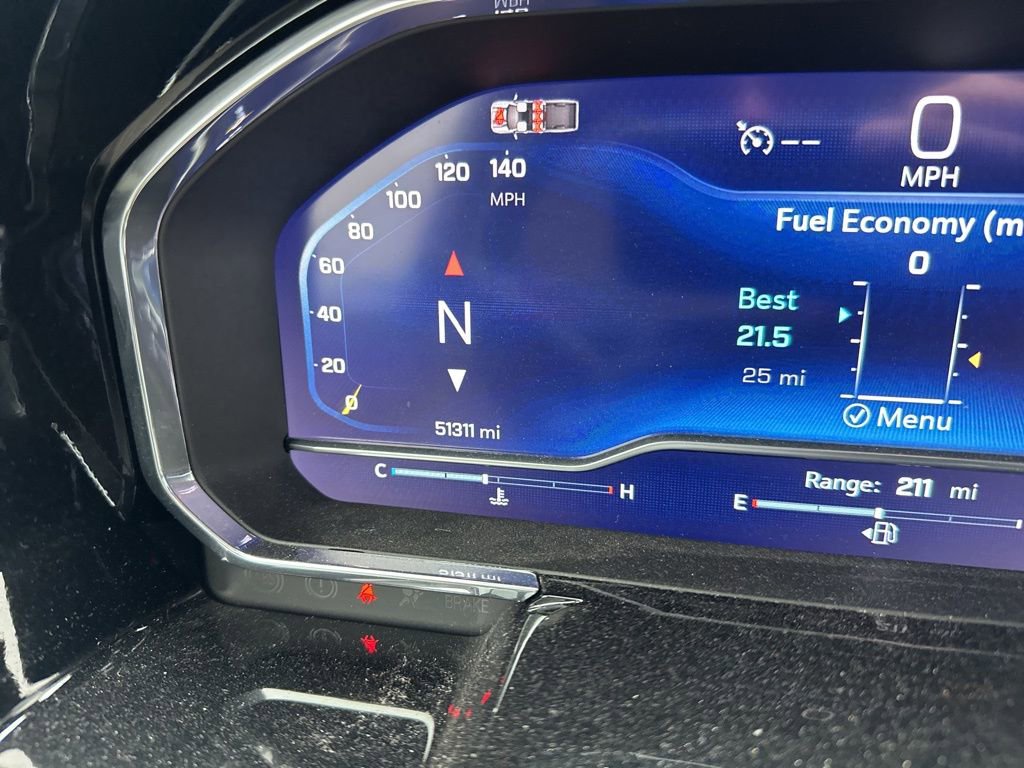 0
MPH
140
120
MPH
100
80
60
40
20
0
N
51311 mi
Fuel Economy (m
0
Best
21.5
25 mi
Menu
C
H
Range: 211 mi
E
BRAKE